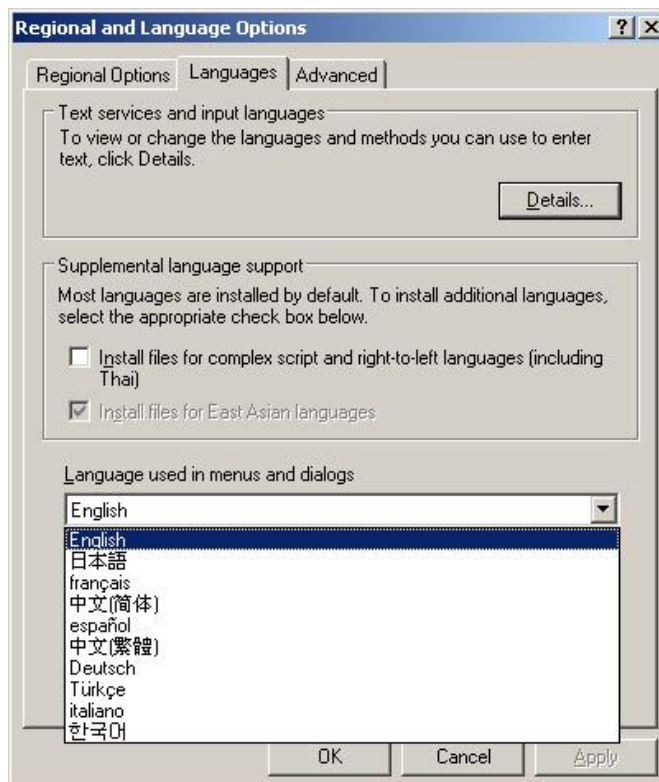 Regional and Language Options
Regional Options
Languages
Advanced
Text services and input languages
To view or change the languages and methods you can use to enter
text, click Details.
Details...
Supplemental language support
Most languages are installed by default. To install additional languages,
select the appropriate check box below.
Install files for complex script and right-to-left languages (including
Thai)
Install files for East Asian languages
Language used in menus and dialogs
English
English
日本語
français
中文(简体)
español
中文(繁體)
Deutsch
Türkçe
italiano
한국어
OK
Cancel
Apply